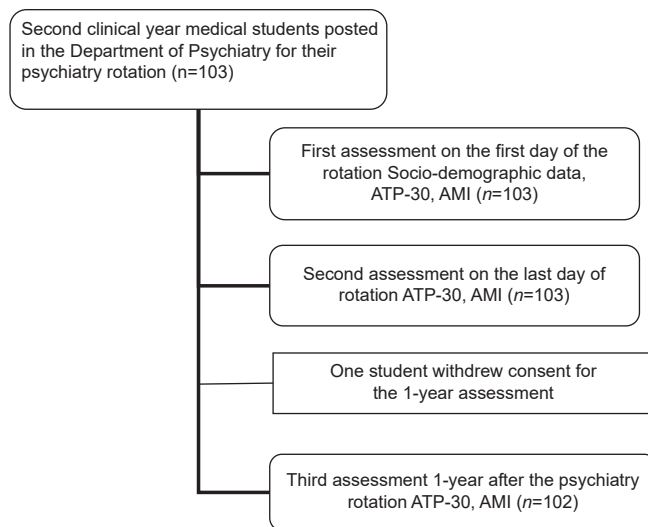 Second clinical year medical students posted
in the Department of Psychiatry for their
psychiatry rotation (n=103)
First assessment on the first day of the
rotation Socio-demographic data,
ATP-30, AMI (n=103)
Second assessment on the last day of
rotation ATP-30, AMI (n=103)
One student withdrew consent for
the 1-year assessment
Third assessment 1-year after the psychiatry
rotation ATP-30, AMI (n=102)